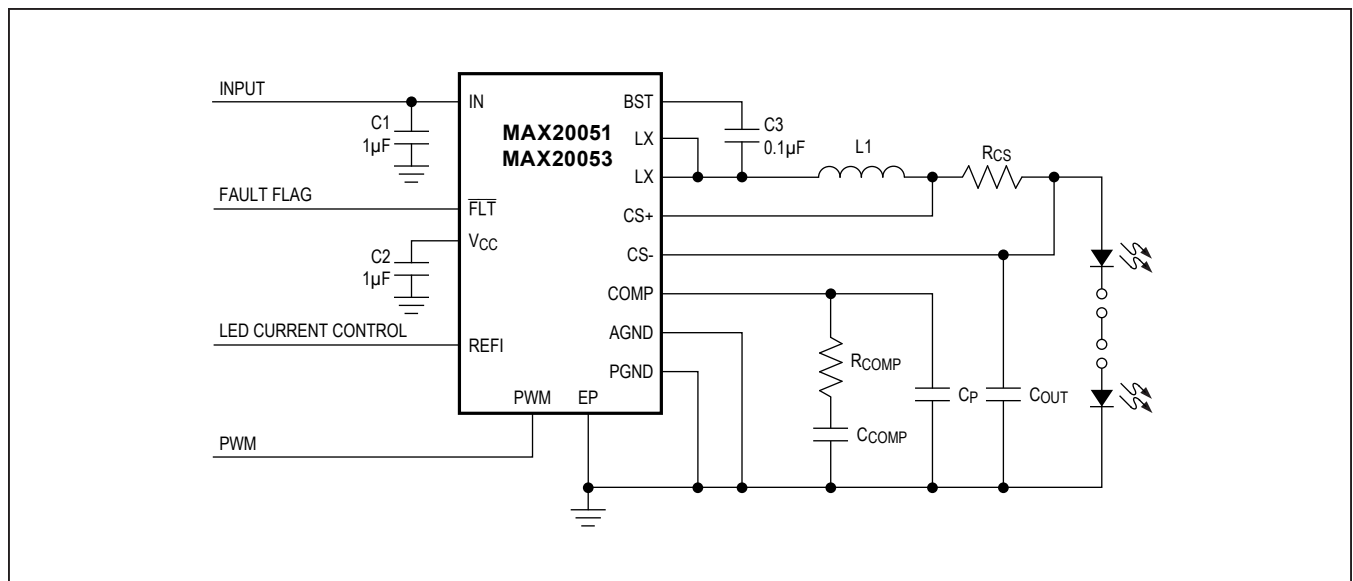 INPUT
IN
C1
1µF
FAULT FLAG
FLT
VCC
C2
1µF
LED CURRENT CONTROL
REFI
PWM
PWM
EP
MAX20051
MAX20053
BST
LX
LX
CS+
CS-
COMP
AGND
PGND
C3
0.1µF
L1
RCS
RCOMP
CCOMP
CP
COUT